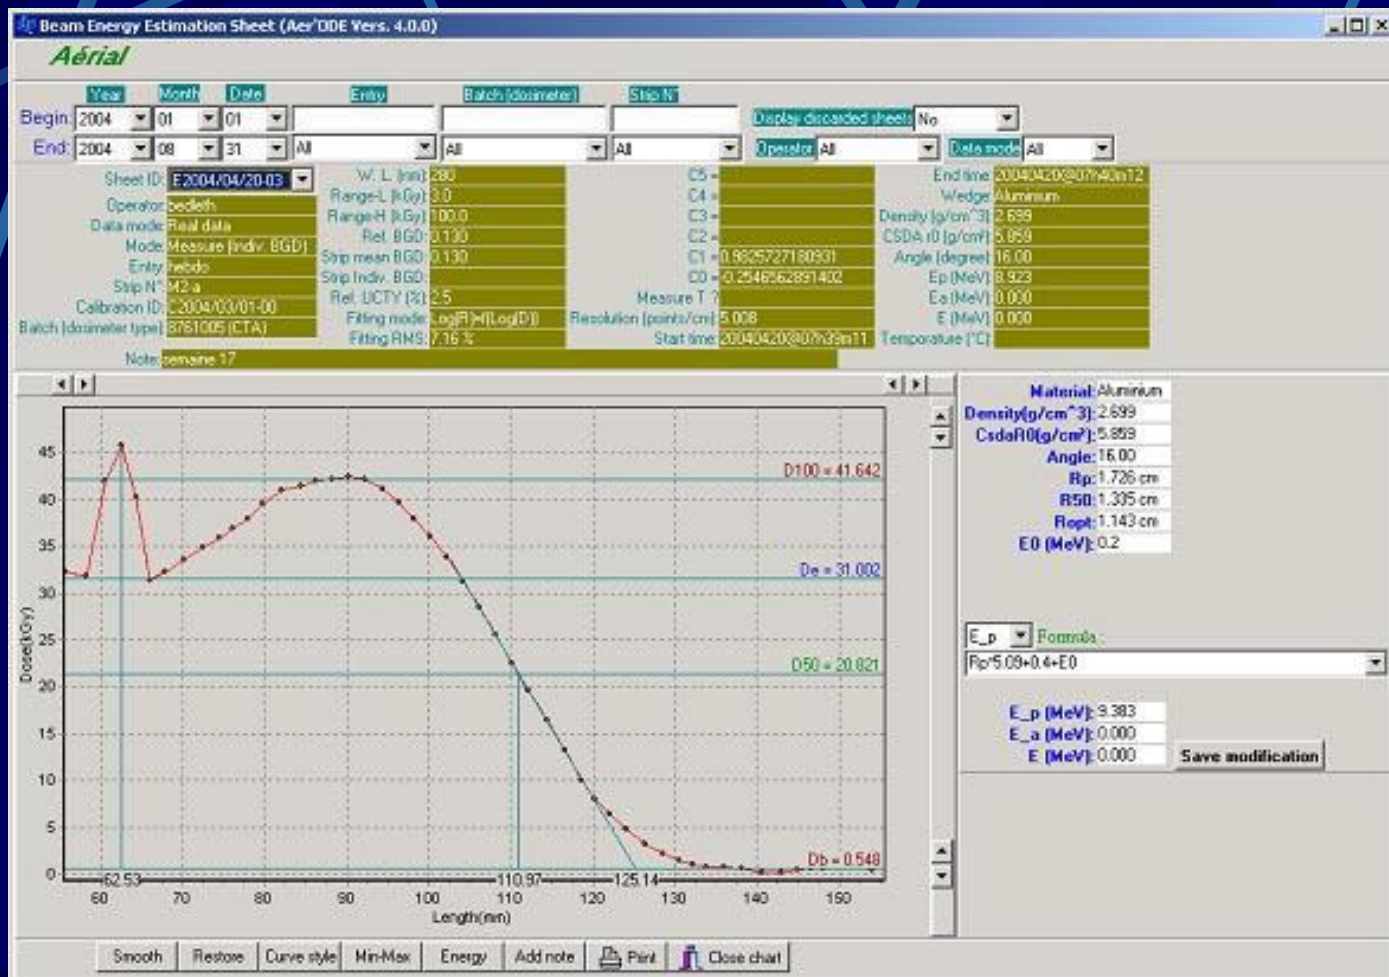 Beam Energy Estimation Sheet (Aer'ODE Vers. 4.0.0)
Aérial
Year Month Date Entry Batch (dosimeter) Strip N°
Begin: 2004 01 01 Display discarded sheets No
End: 2004 08 31 All All All Operator All Data mode All
Sheet ID: E2004/04/20-03
Operator: bedleth
Data mode: Real data
Mode: Measure (Indiv. BGD)
Entry: hebdo
Strip N°: M2 a
Calibration ID: C2004/03/01-00
Batch (dosimeter type): 8761005 (CTA)
Note: semaine 17
W. L. (nm): 280
Range-L (kGy): 3.0
Range-H (kGy): 100.0
Ref. BGD: 0.130
Strip mean BGD: 0.130
Strip Indiv. BGD:
Rel. UCTY (%): 2.5
Fitting mode: Log(R)=f(Log(D))
Fitting RMS: 7.16 %
C5 =
C4 =
C3 =
C2 =
C1 = 0.9825727180931
C0 = -0.2546562891402
Measure T ?
Resolution (points/cm): 5.008
Start time: 20040420@07h39m11
End time: 20040420@07h40m12
Wedge: Aluminium
Density (g/cm^3): 2.699
CSDA r0 (g/cm²): 5.859
Angle (degree): 16.00
Ep (MeV): 8.923
Ea (MeV): 0.000
E (MeV): 0.000
Temporature (°C):
Dose(kGy)
45
40
35
30
25
20
15
10
5
0
D100 = 41.642
De = 31.002
D50 = 20.821
Db = 0.548
62.53 110.97 125.14
60 70 80 90 100 110 120 130 140 150
Length(mm)
Material: Aluminium
Density(g/cm^3): 2.699
CsdaR0(g/cm²): 5.859
Angle: 16.00
Rp: 1.726 cm
R50: 1.335 cm
Ropt: 1.143 cm
E0 (MeV): 0.2
E_p Formula :
Rp*5.09+0.4+E0
E_p (MeV): 9.383
E_a (MeV): 0.000
E (MeV): 0.000
Save modification
Smooth Restore Curve style Min-Max Energy Add note Print Close chart